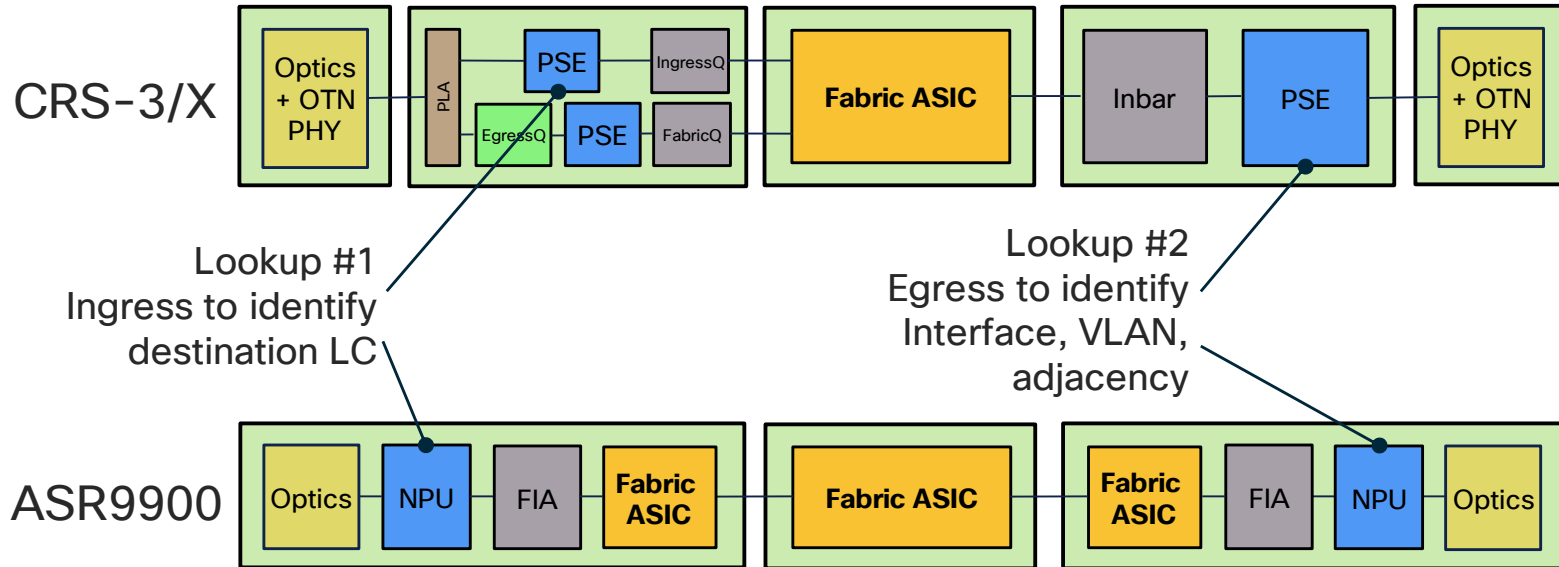 CRS-3/X
Optics
+ OTN
PHY
PLA
PSE
IngressQ
EgressQ
PSE
FabricQ
Fabric ASIC
Inbar
PSE
Optics
+ OTN
PHY
Lookup #1
Ingress to identify
destination LC
Lookup #2
Egress to identify
Interface, VLAN,
adjacency
ASR9900
Optics
NPU
FIA
Fabric
ASIC
Fabric ASIC
Fabric
ASIC
FIA
NPU
Optics